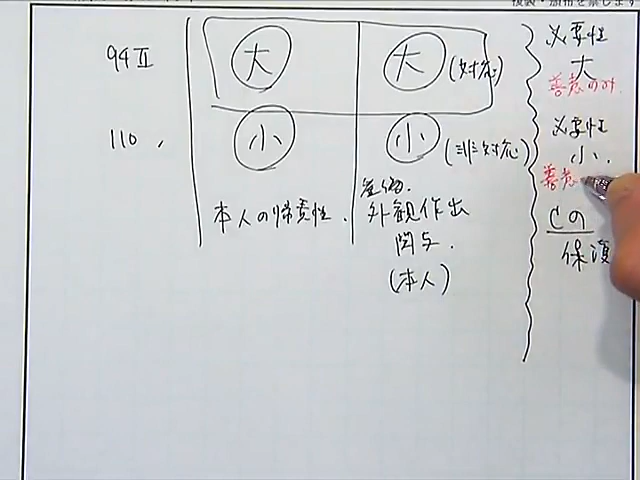 94Ⅱ 大 大 (対応) 必要性
大
善意のみ
110 小 小 (非対応) 必要性
小
善意
本人の帰責性 外観作出
関与
(本人)
Cの
保護